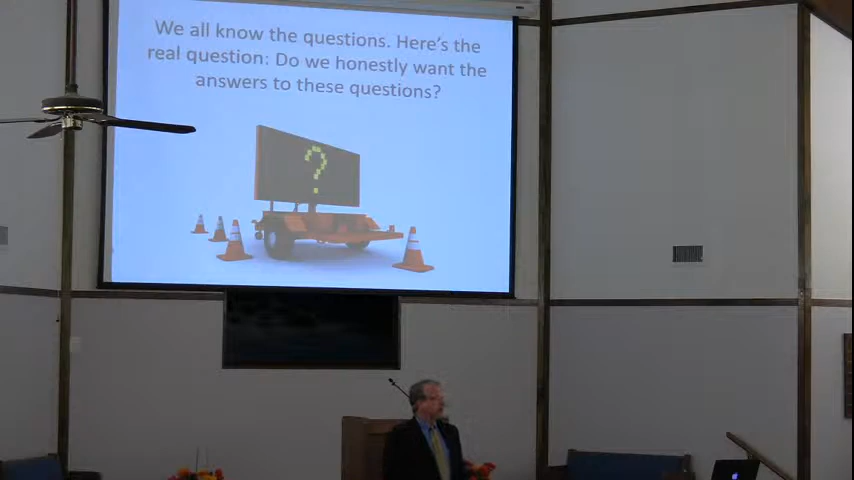 We all know the questions. Here's the
real question: Do we honestly want the
answers to these questions?
?